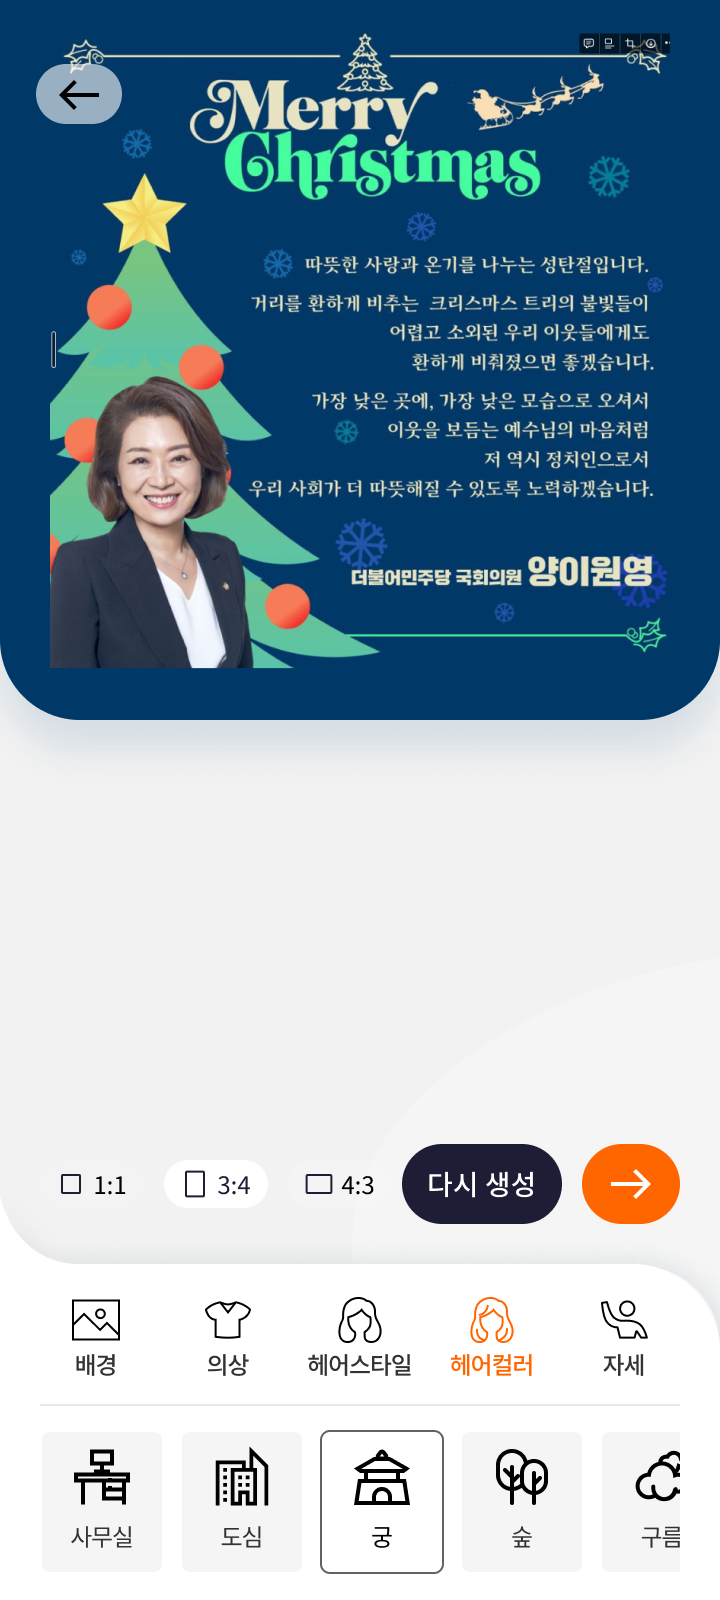 Merry
Christmas
따뜻한 사랑과 온기를 나누는 성탄절입니다.
거리를 환하게 비추는 크리스마스 트리의 불빛들이
어렵고 소외된 우리 이웃들에게도
환하게 비춰졌으면 좋겠습니다.
가장 낮은 곳에, 가장 낮은 모습으로 오셔서
이웃을 보듬는 예수님의 마음처럼
저 역시 정치인으로서
우리 사회가 더 따뜻해질 수 있도록 노력하겠습니다.
더불어민주당 국회의원 양이원영
1:1 3:4 4:3 다시 생성
배경 의상 헤어스타일 헤어컬러 자세
사무실 도심 궁 숲 구름